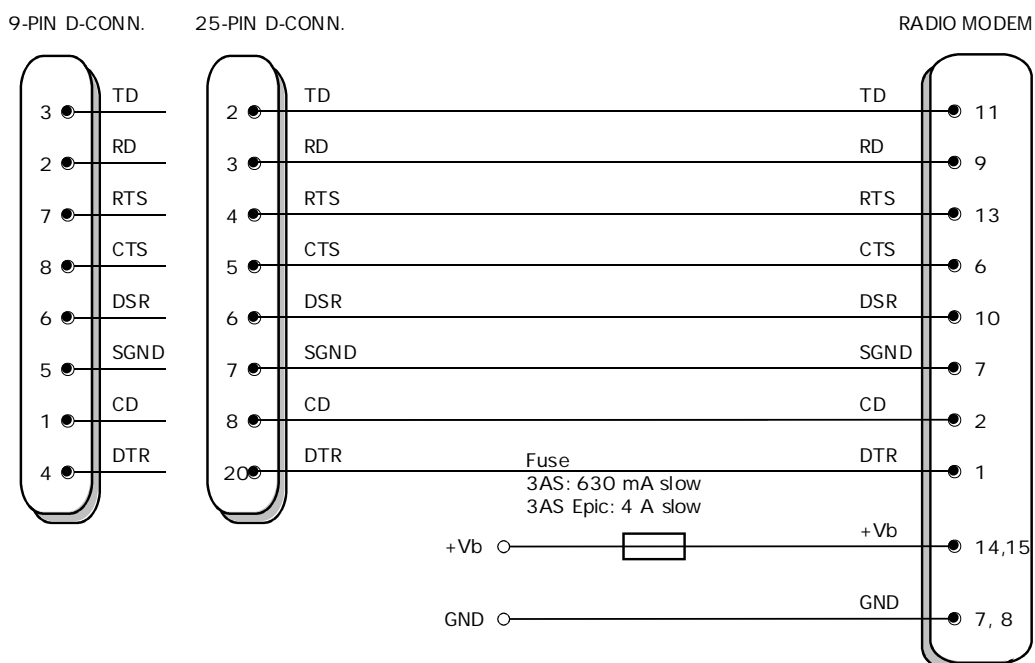 9-PIN D-CONN. 25-PIN D-CONN. RADIO MODEM
3 TD 2 TD TD 11
2 RD 3 RD RD 9
7 RTS 4 RTS RTS 13
8 CTS 5 CTS CTS 6
6 DSR 6 DSR DSR 10
5 SGND 7 SGND SGND 7
1 CD 8 CD CD 2
4 DTR 20 DTR DTR 1
Fuse
3AS: 630 mA slow
3AS Epic: 4 A slow
+Vb +Vb 14,15
GND GND 7, 8